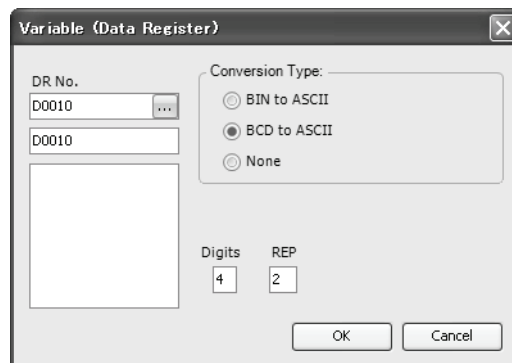 Variable (Data Register)
DR No.
D0010 ...
D0010
Conversion Type:
BIN to ASCII
BCD to ASCII
None
Digits REP
4 2
OK Cancel